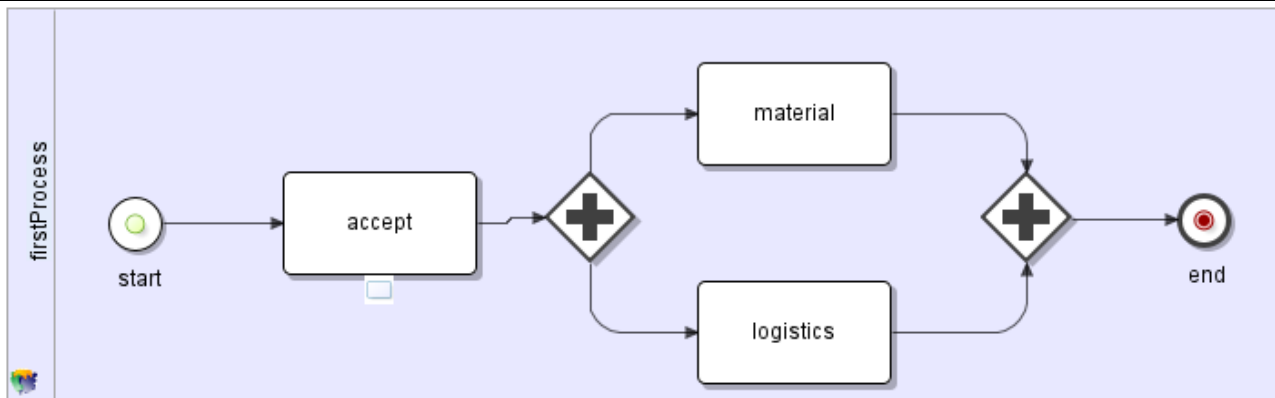 firstProcess
start
accept
material
logistics
end